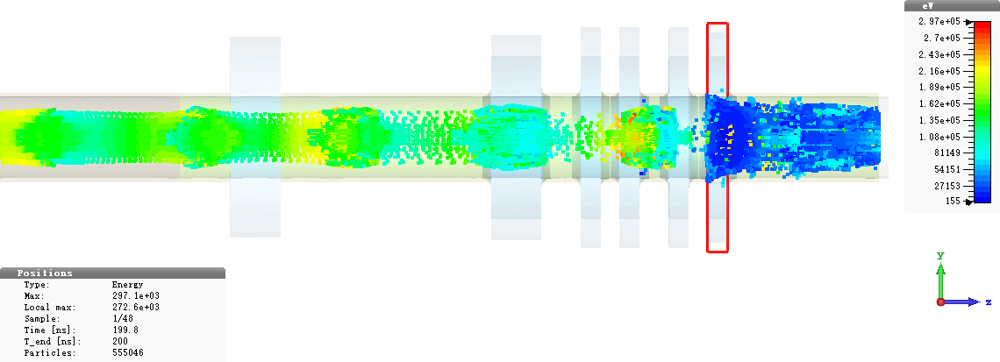 eV
2.97e+05
2.7e+05
2.43e+05
2.16e+05
1.89e+05
1.62e+05
1.35e+05
1.08e+05
81149
54151
27153
155
Y
z
Positions
Type: Energy
Max: 297.1e+03
Local max: 272.6e+03
Sample: 1/48
Time [ns]: 199.8
T_end [ns]: 200
Particles: 555046